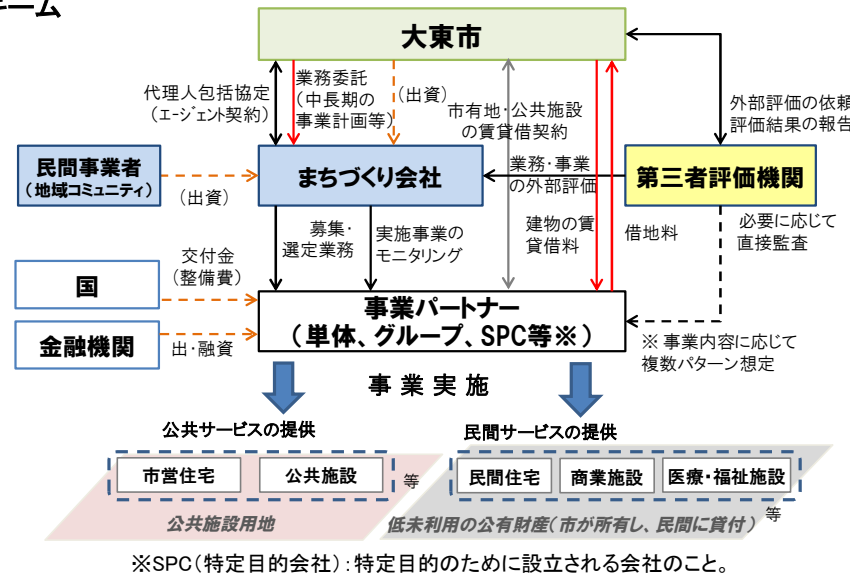 キーム
大東市
代理人包括協定
（エージェント契約）
業務委託
（中長期の
事業計画等）
（出資）
市有地・公共施設
の賃貸借契約
外部評価の依頼
評価結果の報告
民間事業者
（地域コミュニティ）
（出資）
まちづくり会社
業務・事業
の外部評価
第三者評価機関
募集・
選定業務
実施事業の
モニタリング
建物の賃
貸借料
借地料
必要に応じて
直接監査
交付金
（整備費）
国
事業パートナー
（単体、グループ、SPC等※）
金融機関
出・融資
※事業内容に応じて
複数パターン想定
事業実施
公共サービスの提供
民間サービスの提供
市営住宅
公共施設
等
民間住宅
商業施設
医療・福祉施設
等
公共施設用地
低未利用の公有財産（市が所有し、民間に貸付）
※SPC（特定目的会社）：特定目的のために設立される会社のこと。